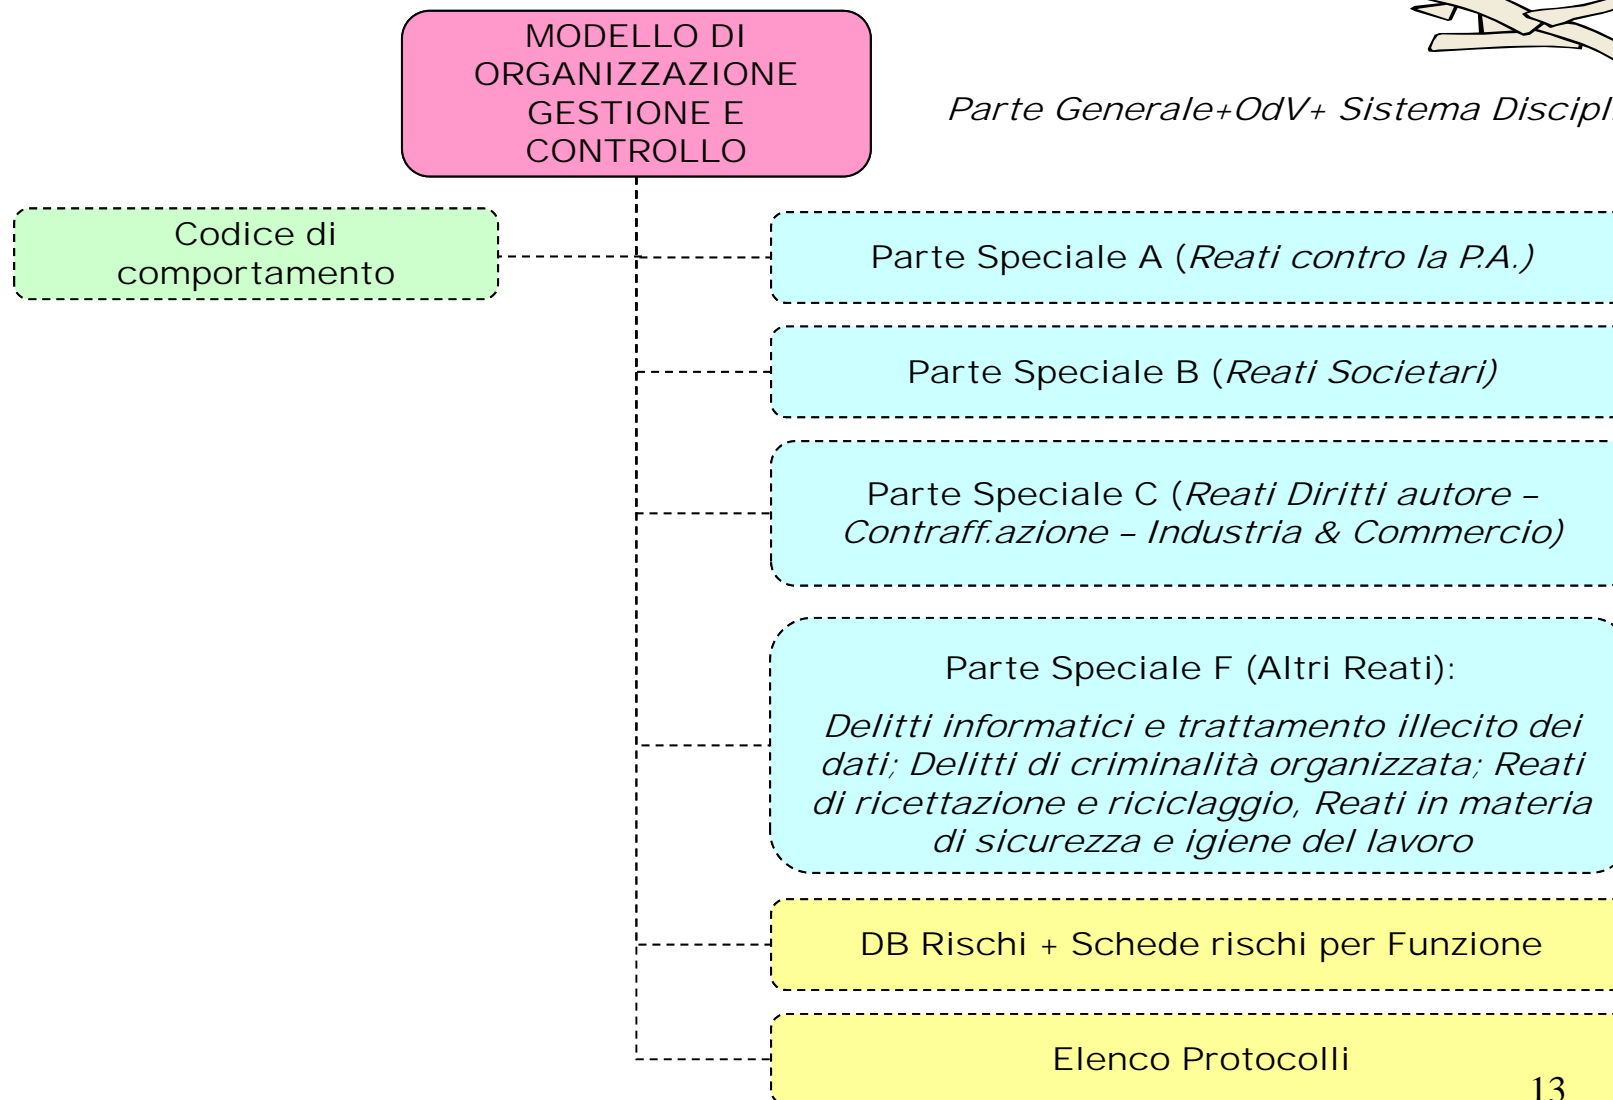 MODELLO DI
ORGANIZZAZIONE
GESTIONE E
CONTROLLO
Parte Generale+OdV+ Sistema
Codice di
comportamento
Parte Speciale A (Reati contro la P.A.)
Parte Speciale B (Reati Societari)
Parte Speciale C (Reati Diritti autore –
Contraff.azione – Industria & Commercio)
Parte Speciale F (Altri Reati):
Delitti informatici e trattamento illecito dei
dati; Delitti di criminalità organizzata; Reati
di ricettazione e riciclaggio, Reati in materia
di sicurezza e igiene del lavoro
DB Rischi + Schede rischi per Funzione
Elenco Protocolli
13